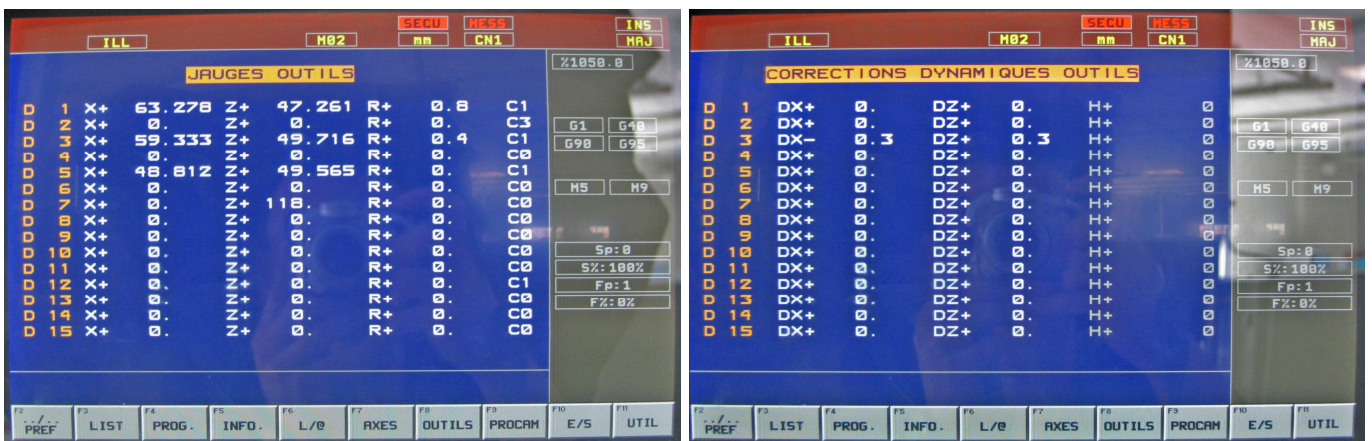 SECU MESS INS
ILL M02 mm CN1 MAJ
JAUGES OUTILS
%1050.0
D 1 X+ 63.278 Z+ 47.261 R+ 0.8 C1
D 2 X+ 0. Z+ 0. R+ 0. C3
D 3 X+ 59.333 Z+ 49.716 R+ 0.4 C1
D 4 X+ 0. Z+ 0. R+ 0. C0
D 5 X+ 48.812 Z+ 49.565 R+ 0. C1
D 6 X+ 0. Z+ 0. R+ 0. C0
D 7 X+ 0. Z+ 118. R+ 0. C0
D 8 X+ 0. Z+ 0. R+ 0. C0
D 9 X+ 0. Z+ 0. R+ 0. C0
D 10 X+ 0. Z+ 0. R+ 0. C0
D 11 X+ 0. Z+ 0. R+ 0. C0
D 12 X+ 0. Z+ 0. R+ 0. C1
D 13 X+ 0. Z+ 0. R+ 0. C0
D 14 X+ 0. Z+ 0. R+ 0. C0
D 15 X+ 0. Z+ 0. R+ 0. C0
G1 G40
G90 G95
M5 M9
Sp:0
S%:100%
Fp:1
F%:0%
F2 F3 F4 F5 F6 F7 F8 F9 F10 F11
../.. PREF LIST PROG. INFO. L/@ AXES OUTILS PROCAM E/S UTIL
SECU MESS INS
ILL M02 mm CN1 MAJ
CORRECTIONS DYNAMIQUES OUTILS
%1050.0
D 1 DX+ 0. DZ+ 0. H+ 0
D 2 DX+ 0. DZ+ 0. H+ 0
D 3 DX- 0.3 DZ+ 0.3 H+ 0
D 4 DX+ 0. DZ+ 0. H+ 0
D 5 DX+ 0. DZ+ 0. H+ 0
D 6 DX+ 0. DZ+ 0. H+ 0
D 7 DX+ 0. DZ+ 0. H+ 0
D 8 DX+ 0. DZ+ 0. H+ 0
D 9 DX+ 0. DZ+ 0. H+ 0
D 10 DX+ 0. DZ+ 0. H+ 0
D 11 DX+ 0. DZ+ 0. H+ 0
D 12 DX+ 0. DZ+ 0. H+ 0
D 13 DX+ 0. DZ+ 0. H+ 0
D 14 DX+ 0. DZ+ 0. H+ 0
D 15 DX+ 0. DZ+ 0. H+ 0
G1 G40
G90 G95
M5 M9
Sp:0
S%:100%
Fp:1
F%:0%
F2 F3 F4 F5 F6 F7 F8 F9 F10 F11
../.. PREF LIST PROG. INFO. L/@ AXES OUTILS PROCAM E/S UTIL